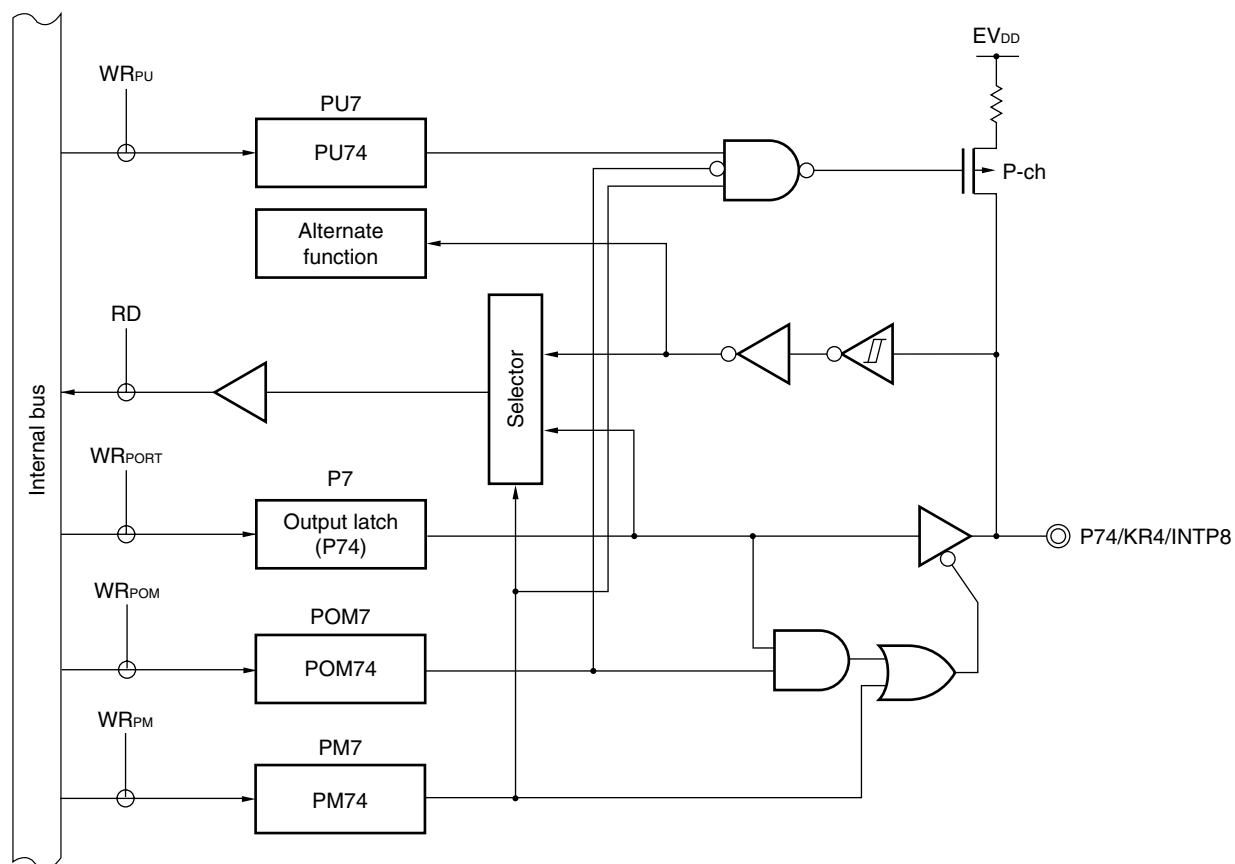 EVDD
WRPU
PU7
PU74
P-ch
Alternate
function
RD
Selector
Internal bus
WRPORT
P7
Output latch
(P74)
P74/KR4/INTP8
WRPOM
POM7
POM74
WRPM
PM7
PM74